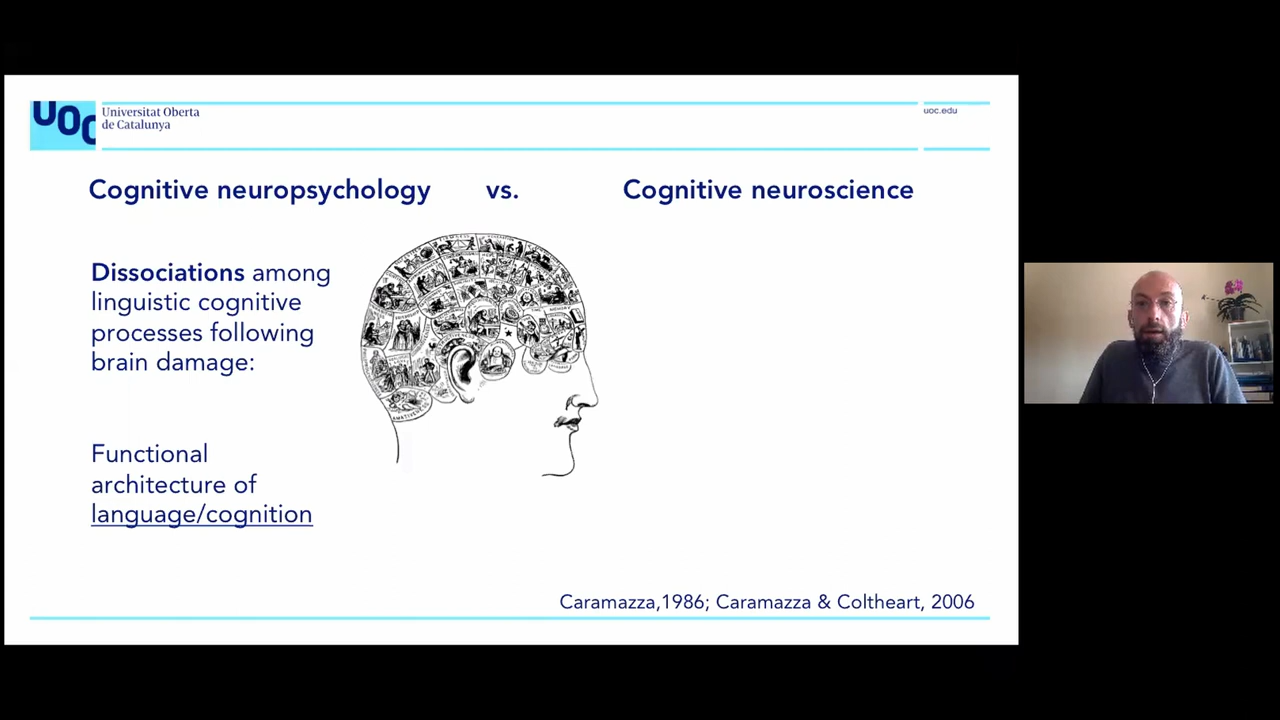 UOC
Universitat Oberta
de Catalunya
uoc.edu
Cognitive neuropsychology vs. Cognitive neuroscience
Dissociations among
linguistic cognitive
processes following
brain damage:
Functional
architecture of
language/cognition
Caramazza,1986; Caramazza & Coltheart, 2006